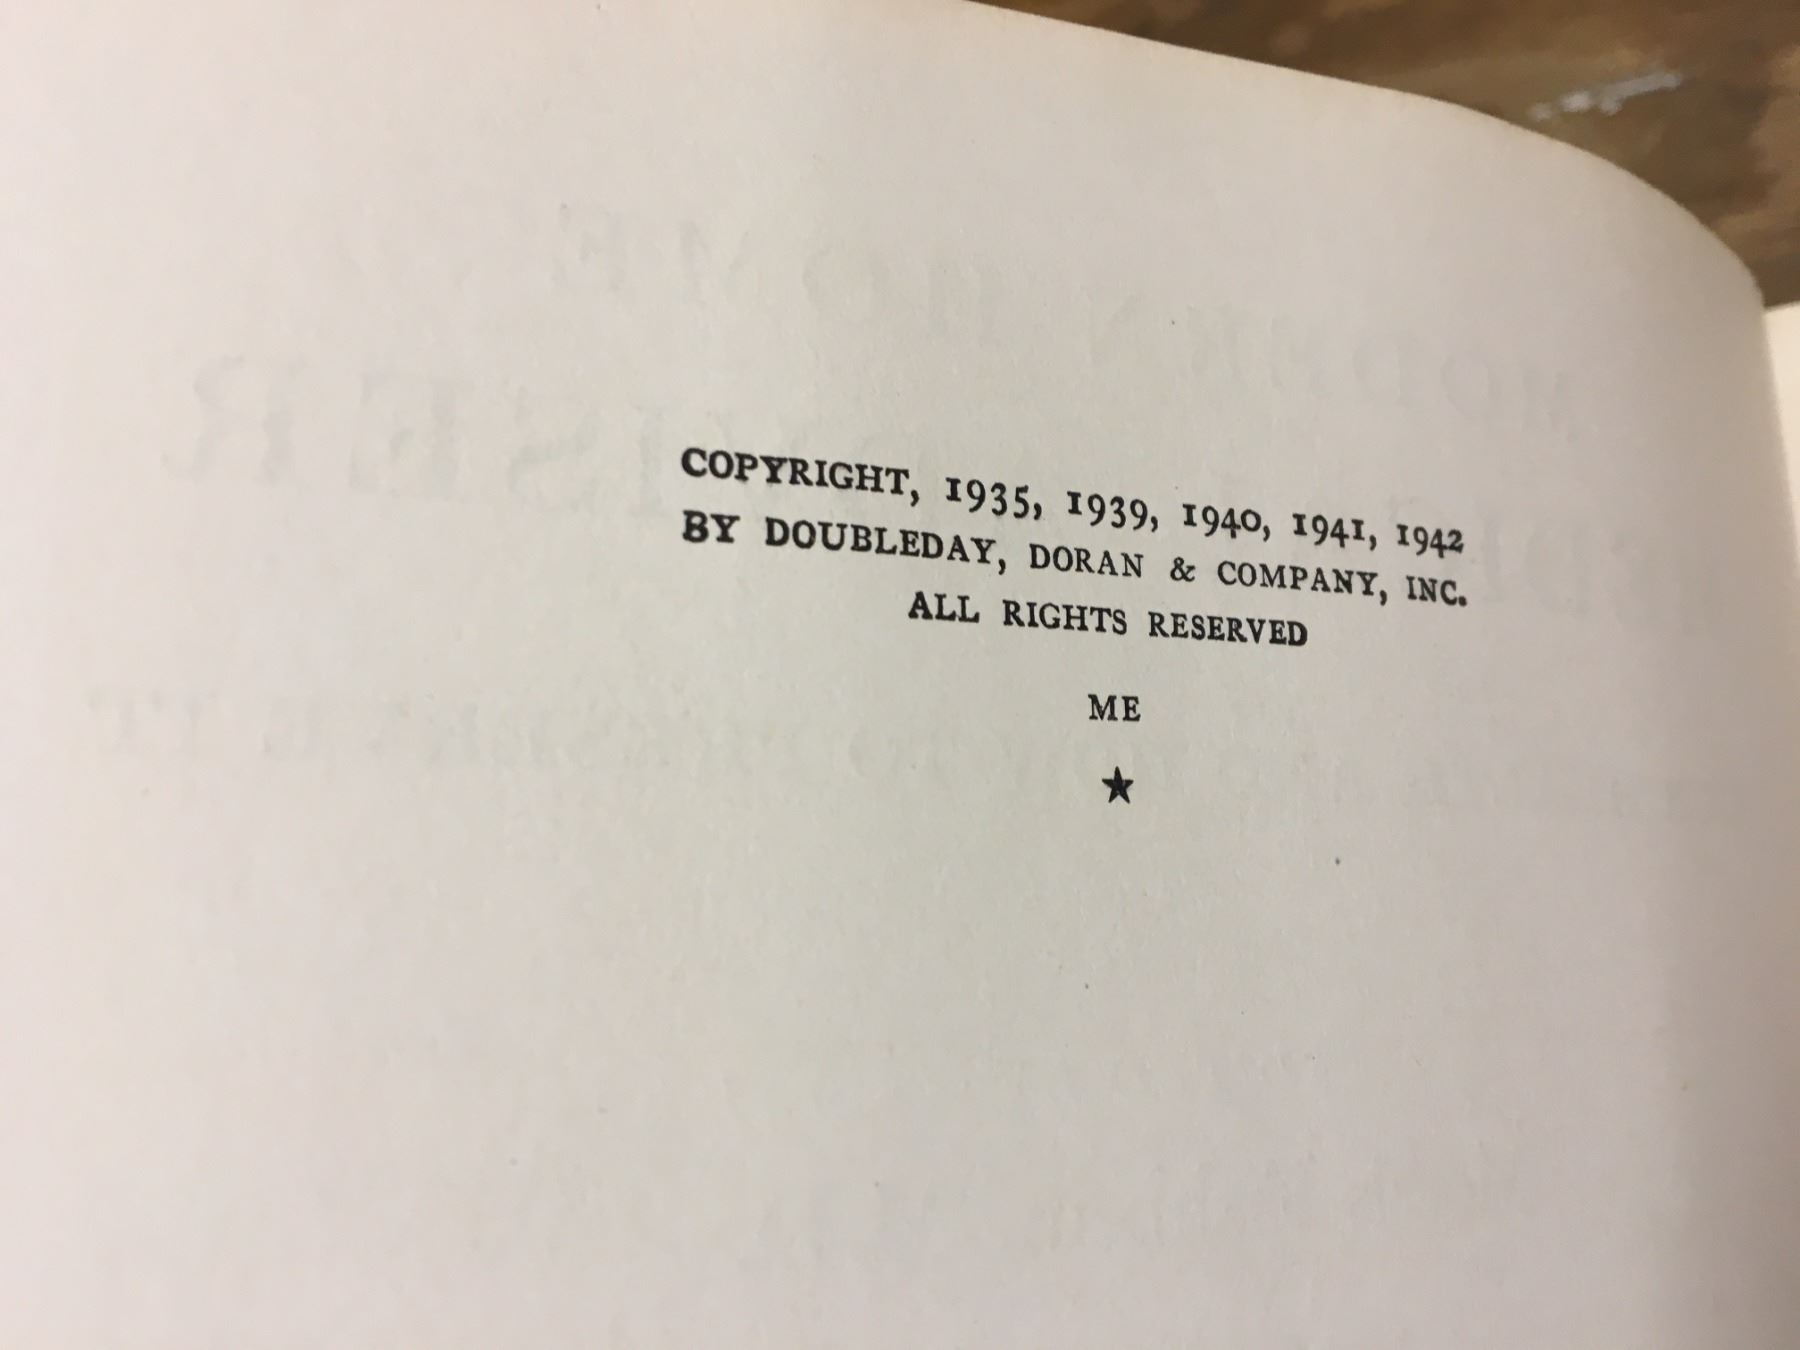 COPYRIGHT, 1935, 1939, 1940, 1941, 1942
BY DOUBLEDAY, DORAN & COMPANY, INC.
ALL RIGHTS RESERVED
ME